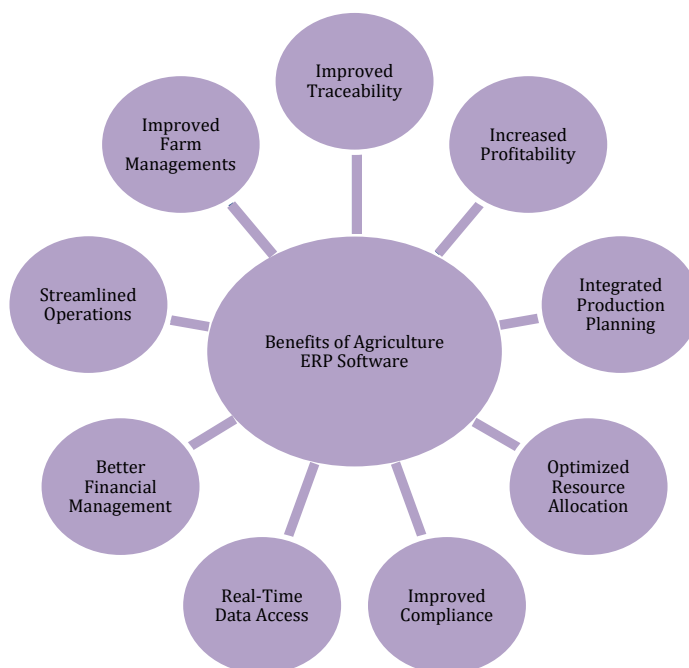 Improved
Traceability
Increased
Profitability
Integrated
Production
Planning
Optimized
Resource
Allocation
Improved
Compliance
Real-Time
Data Access
Better
Financial
Management
Streamlined
Operations
Improved
Farm
Managements
Benefits of Agriculture
ERP Software